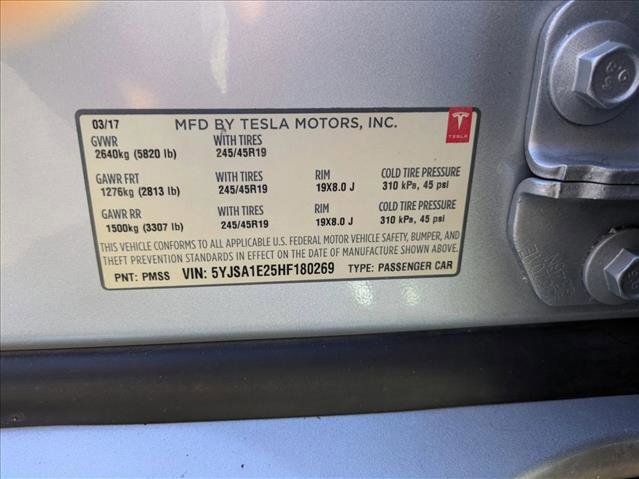 03/17 MFD BY TESLA MOTORS, INC.
GVWR WITH TIRES
2640kg (5820 lb) 245/45R19
TESLA
GAWR FRT WITH TIRES RIM COLD TIRE PRESSURE
1276kg (2813 lb) 245/45R19 19X8.0 J 310 kPa, 45 psi
GAWR RR WITH TIRES RIM COLD TIRE PRESSURE
1500kg (3307 lb) 245/45R19 19X8.0 J 310 kPa, 45 psi
THIS VEHICLE CONFORMS TO ALL APPLICABLE U.S. FEDERAL MOTOR VEHICLE SAFETY, BUMPER, AND
THEFT PREVENTION STANDARDS IN EFFECT ON THE DATE OF MANUFACTURE SHOWN ABOVE.
PNT: PMSS VIN: 5YJSA1E25HF180269 TYPE: PASSENGER CAR